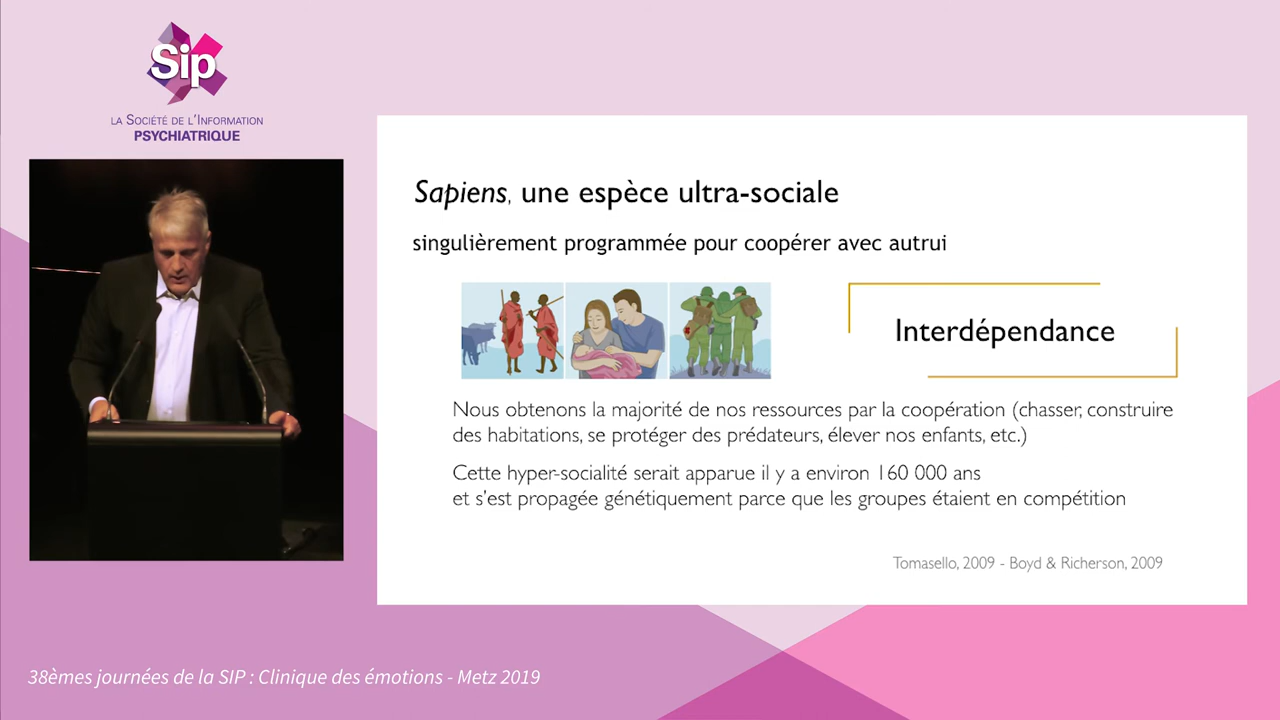 Sip
LA SOCIÉTÉ DE L'INFORMATION
PSYCHIATRIQUE
Sapiens, une espèce ultra-sociale
singulièrement programmée pour coopérer avec autrui
Interdépendance
Nous obtenons la majorité de nos ressources par la coopération (chasser, construire
des habitations, se protéger des prédateurs, élever nos enfants, etc.)
Cette hyper-socialité serait apparue il y a environ 160 000 ans
et s'est propagée génétiquement parce que les groupes étaient en compétition
Tomasello, 2009 - Boyd & Richerson, 2009
38èmes journées de la SIP : Clinique des émotions - Metz 2019